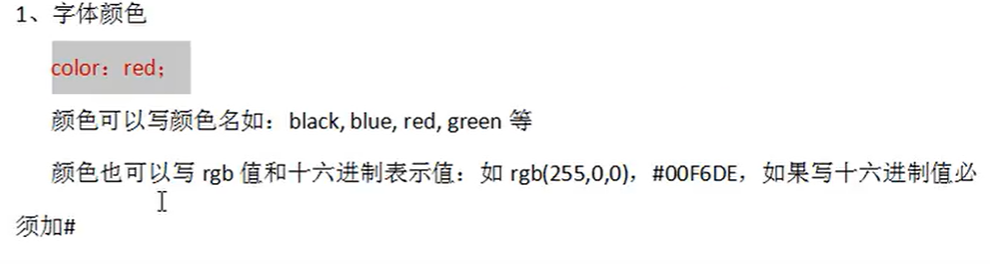 1、字体颜色
color：red；
颜色可以写颜色名如：black, blue, red, green 等
颜色也可以写 rgb 值和十六进制表示值：如 rgb(255,0,0)，#00F6DE，如果写十六进制值必
须加#